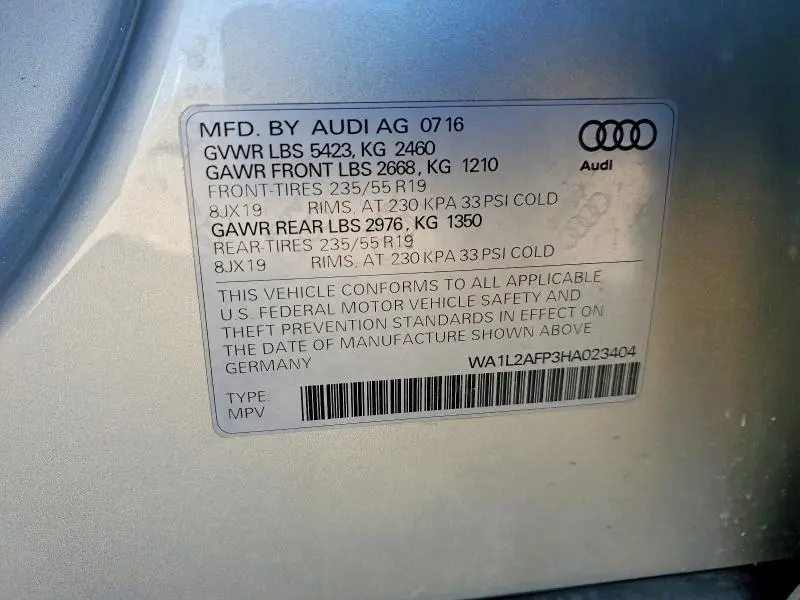 MFD. BY AUDI AG 07 16
GVWR LBS 5423, KG 2460
GAWR FRONT LBS 2668, KG 1210
FRONT-TIRES 235/55 R19
8JX19 RIMS, AT 230 KPA 33 PSI COLD
GAWR REAR LBS 2976, KG 1350
REAR-TIRES 235/55 R19
8JX19 RIMS, AT 230 KPA 33 PSI COLD
Audi
THIS VEHICLE CONFORMS TO ALL APPLICABLE
U.S. FEDERAL MOTOR VEHICLE SAFETY AND
THEFT PREVENTION STANDARDS IN EFFECT ON
THE DATE OF MANUFACTURE SHOWN ABOVE
GERMANY WA1L2AFP3HA023404
TYPE:
MPV